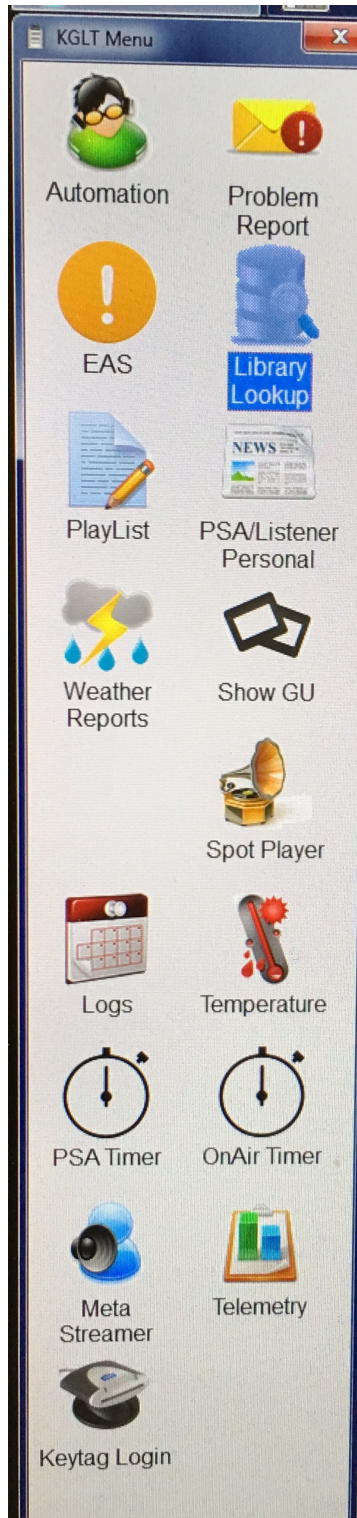 KGLT Menu
Automation
Problem
Report
EAS
Library
Lookup
PlayList
NEWS
PSA/Listener
Personal
Weather
Reports
Show GU
Spot Player
Logs
Temperature
PSA Timer
OnAir Timer
Meta
Streamer
Telemetry
Keytag Login